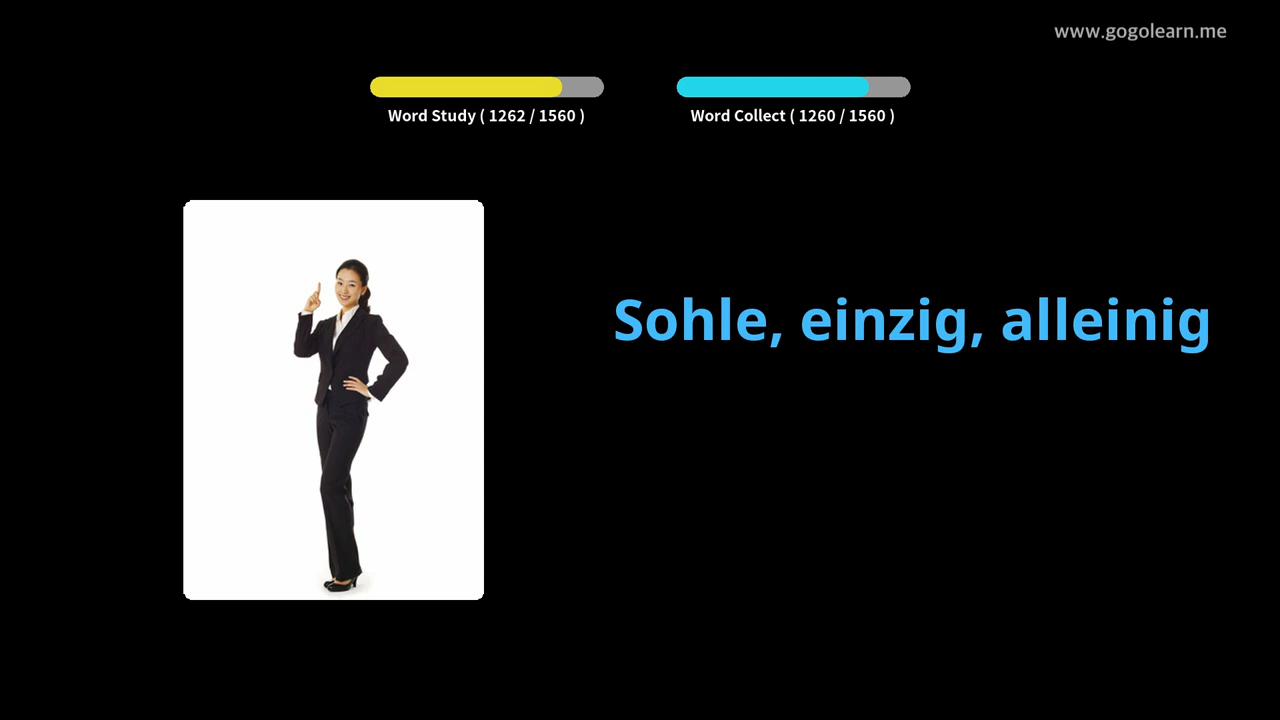 www.gogolearn.me
Word Study ( 1262 / 1560 )
Word Collect ( 1260 / 1560 )
Sohle, einzig, alleinig